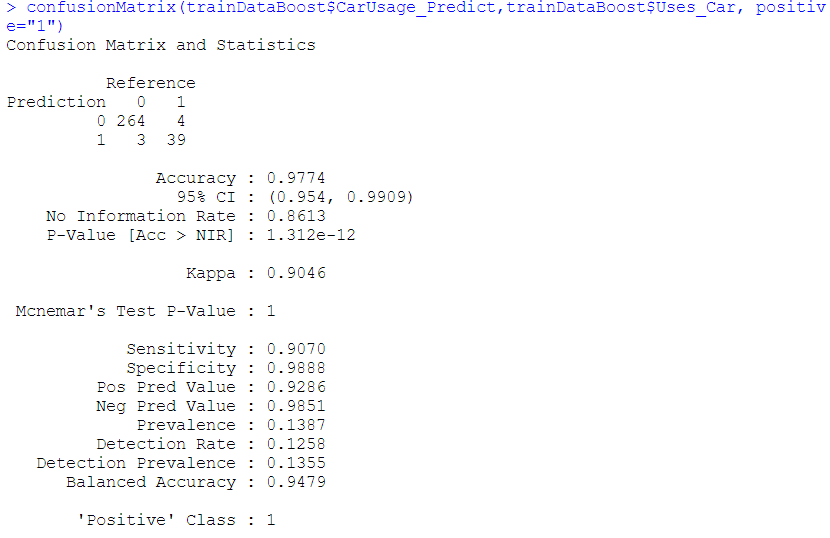 > confusionMatrix(trainDataBoost$CarUsage_Predict,trainDataBoost$Uses_Car, positiv
e="1")
Confusion Matrix and Statistics
Reference
Prediction 0 1
0 264 4
1 3 39
Accuracy : 0.9774
95% CI : (0.954, 0.9909)
No Information Rate : 0.8613
P-Value [Acc > NIR] : 1.312e-12
Kappa : 0.9046
Mcnemar's Test P-Value : 1
Sensitivity : 0.9070
Specificity : 0.9888
Pos Pred Value : 0.9286
Neg Pred Value : 0.9851
Prevalence : 0.1387
Detection Rate : 0.1258
Detection Prevalence : 0.1355
Balanced Accuracy : 0.9479
'Positive' Class : 1